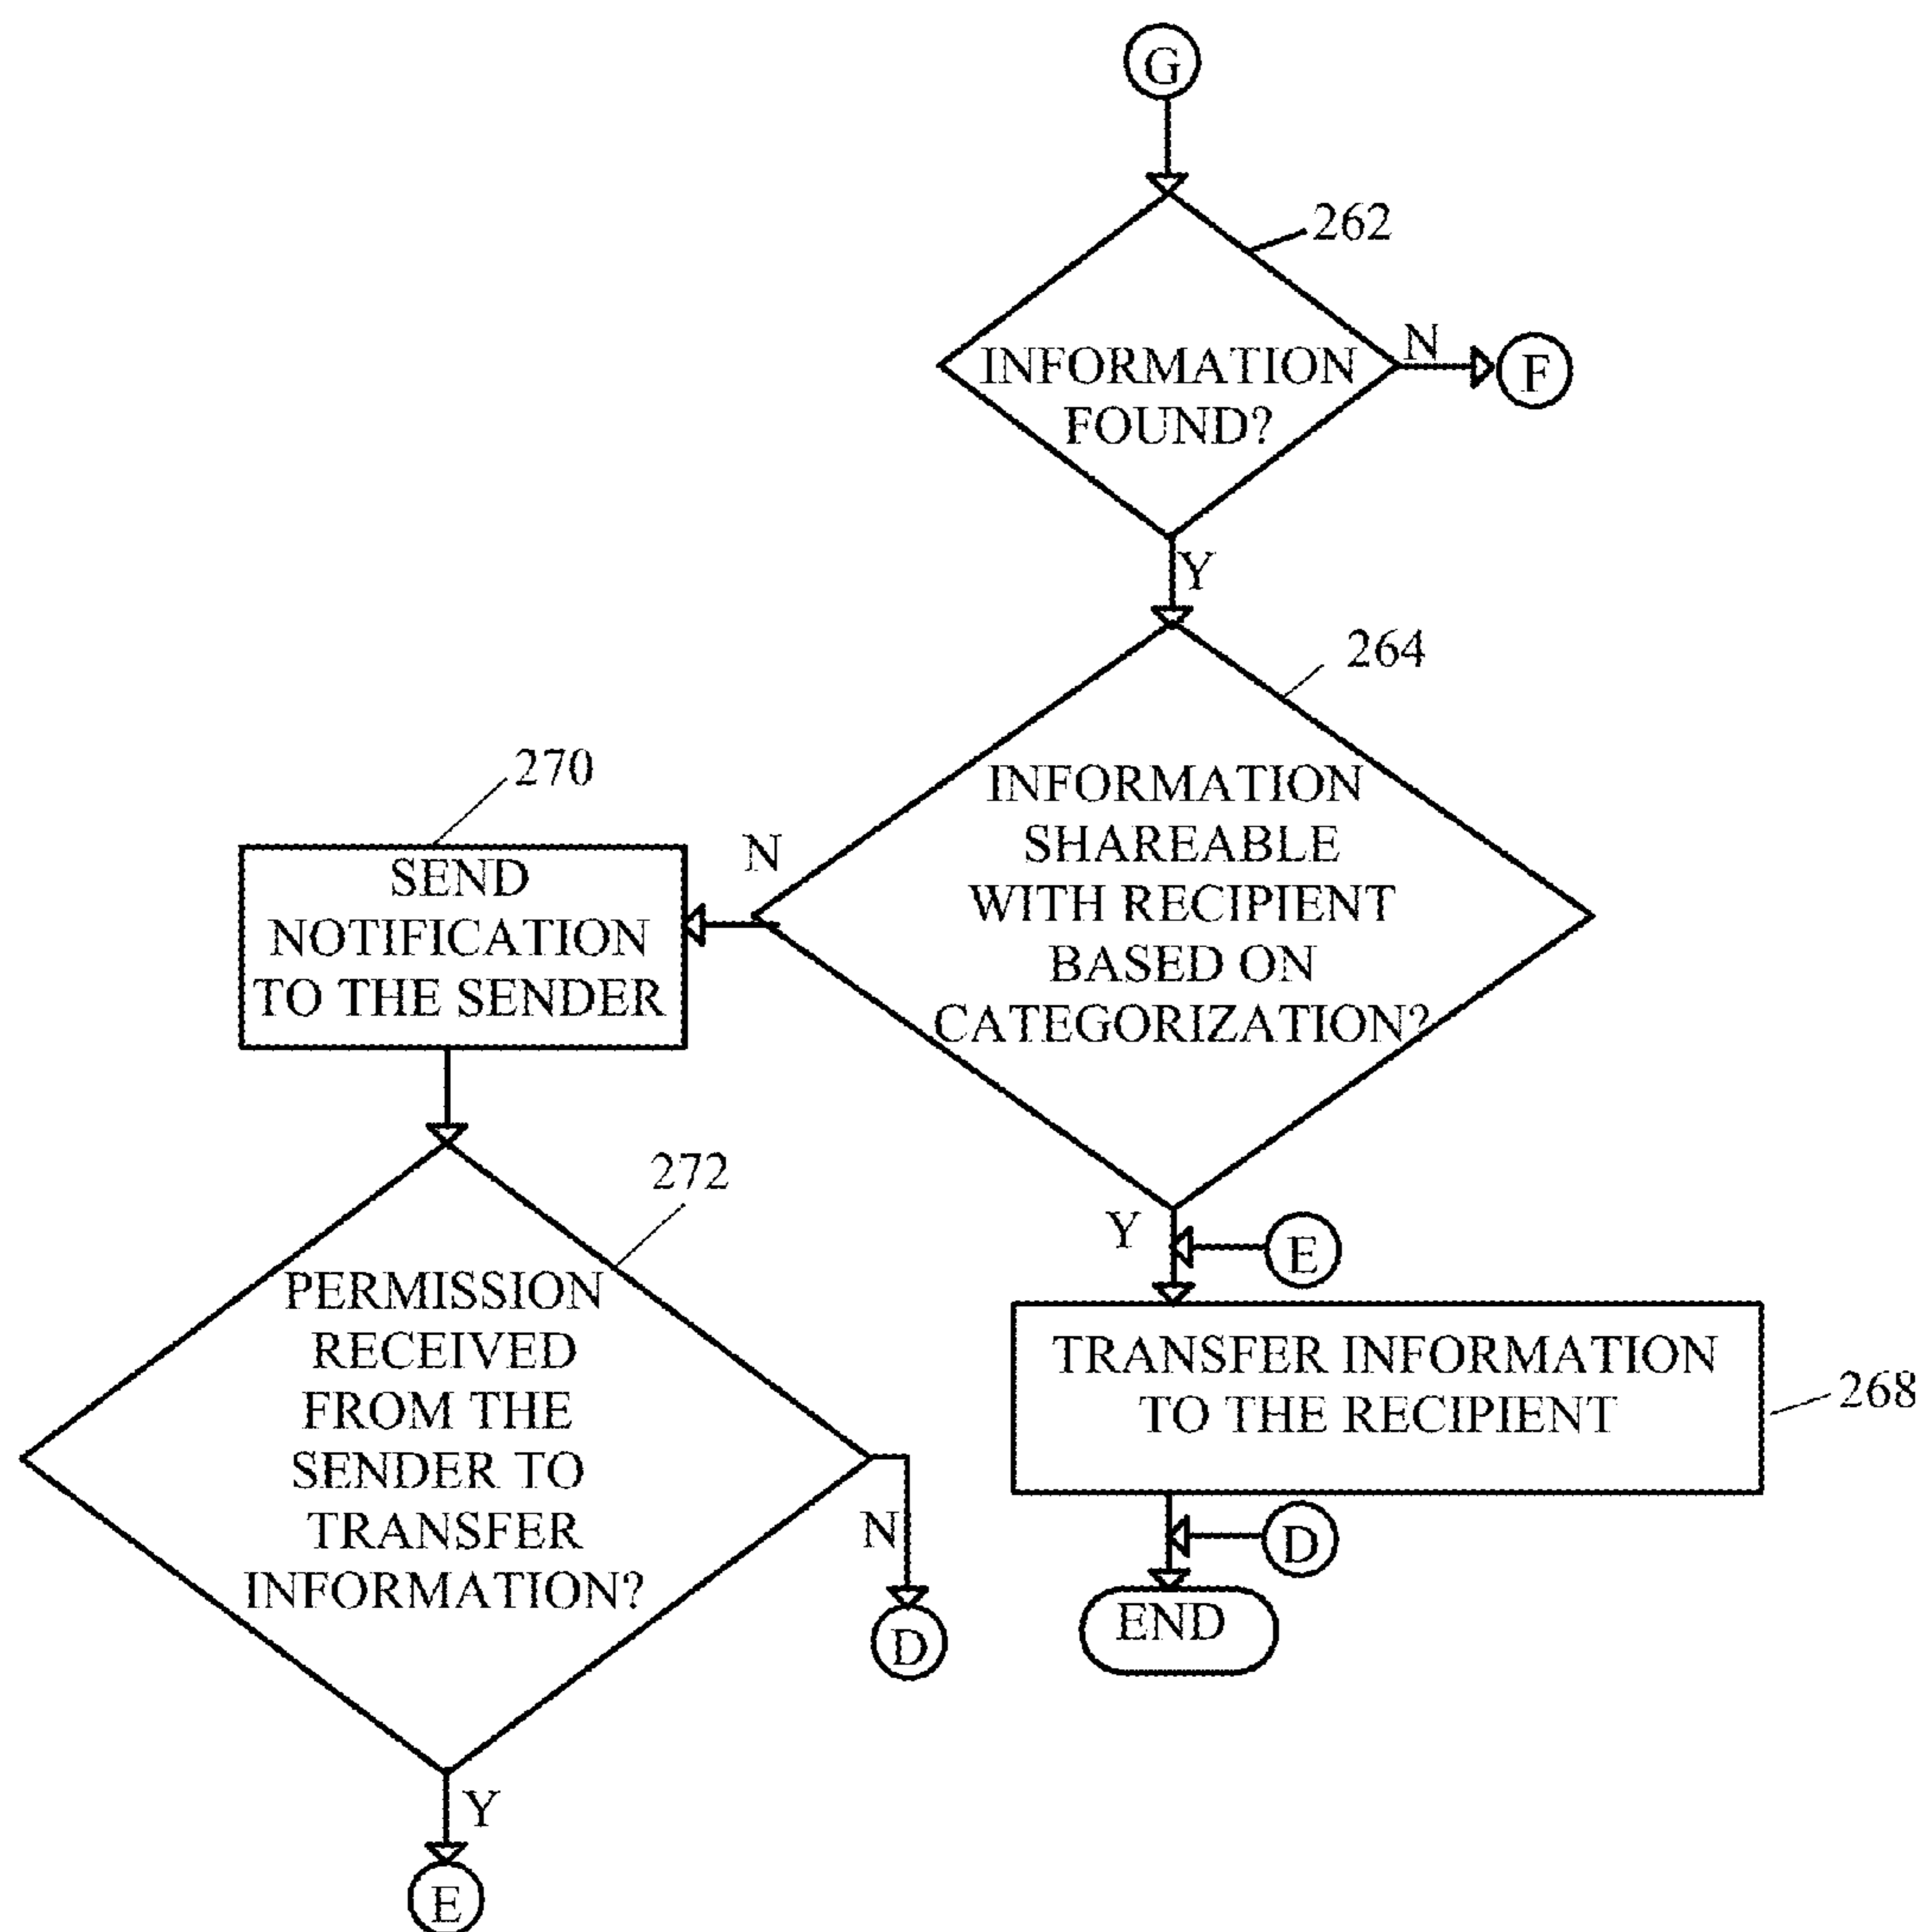 G
262
INFORMATION
FOUND?
N
F
Y
264
INFORMATION
SHAREABLE
WITH RECIPIENT
BASED ON
CATEGORIZATION?
N
270
SEND
NOTIFICATION
TO THE SENDER
272
PERMISSION
RECEIVED
FROM THE
SENDER TO
TRANSFER
INFORMATION?
N
D
Y
E
Y
E
TRANSFER INFORMATION
TO THE RECIPIENT
268
D
END